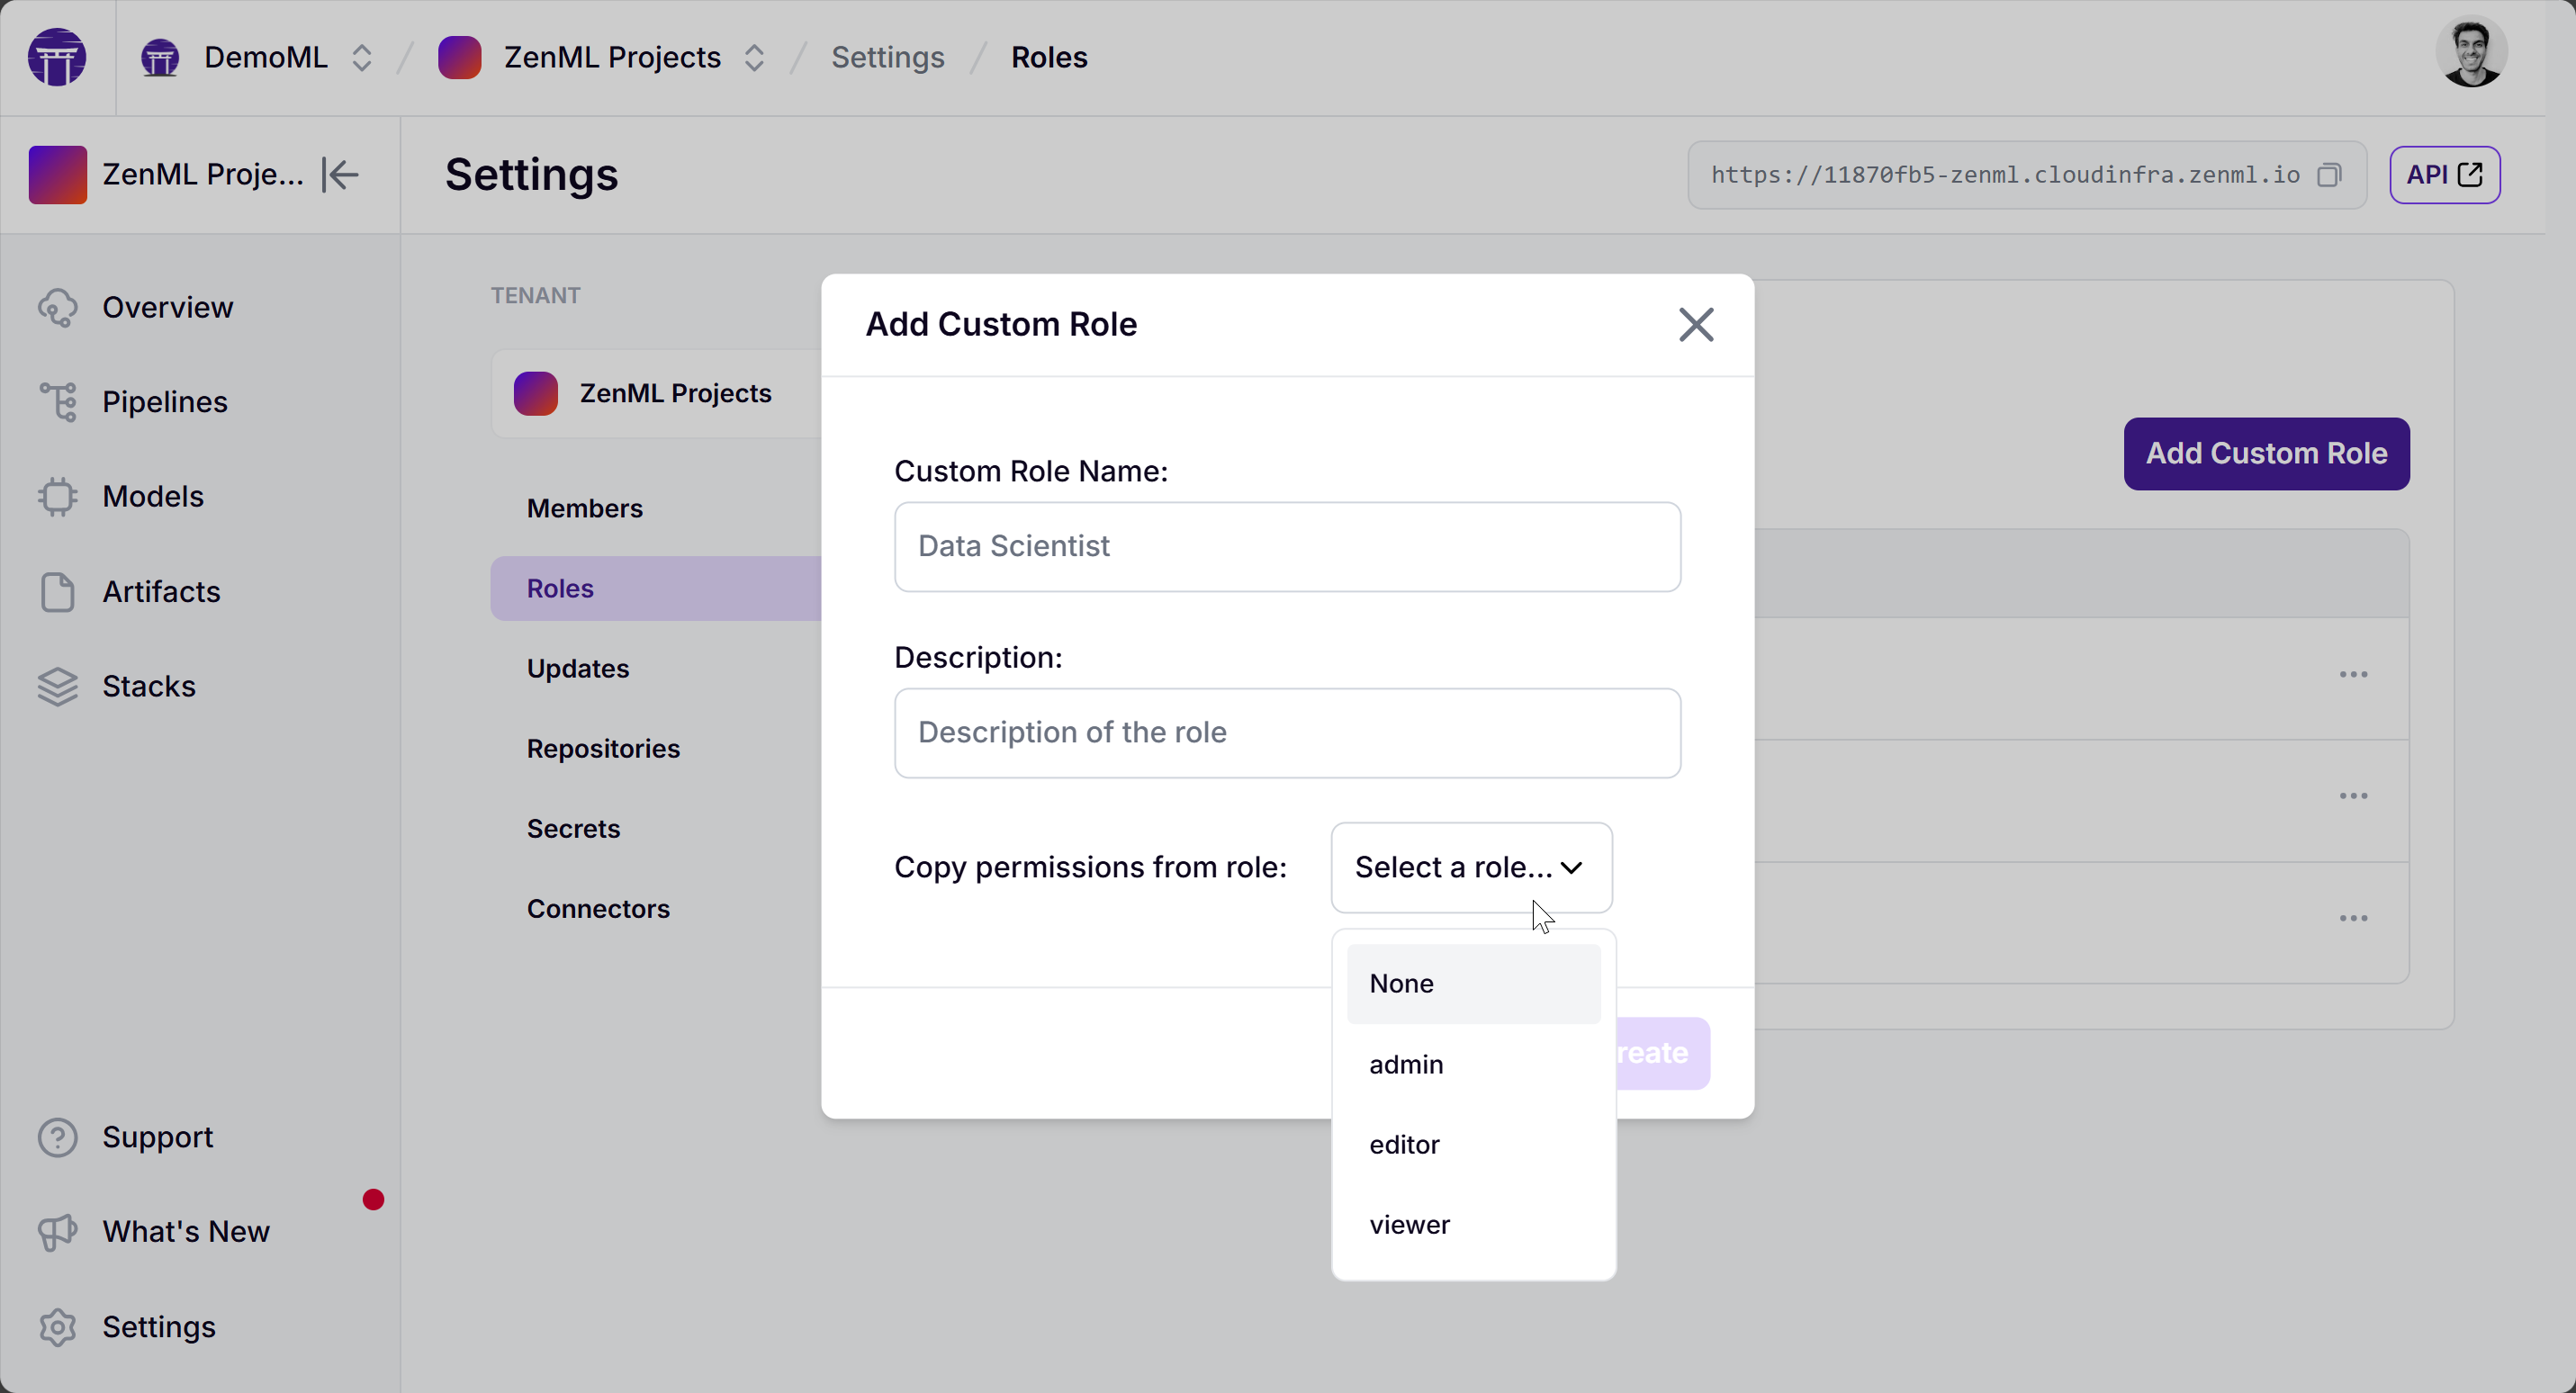 DemoML / ZenML Projects / Settings / Roles
ZenML Proje...
Settings
https://11870fb5-zenml.cloudinfra.zenml.io
API
Overview
Pipelines
Models
Artifacts
Stacks
Support
What's New
Settings
TENANT
ZenML Projects
Members
Roles
Updates
Repositories
Secrets
Connectors
Add Custom Role
Add Custom Role
Custom Role Name:
Data Scientist
Description:
Description of the role
Copy permissions from role:
Select a role...
None
admin
editor
viewer
reate